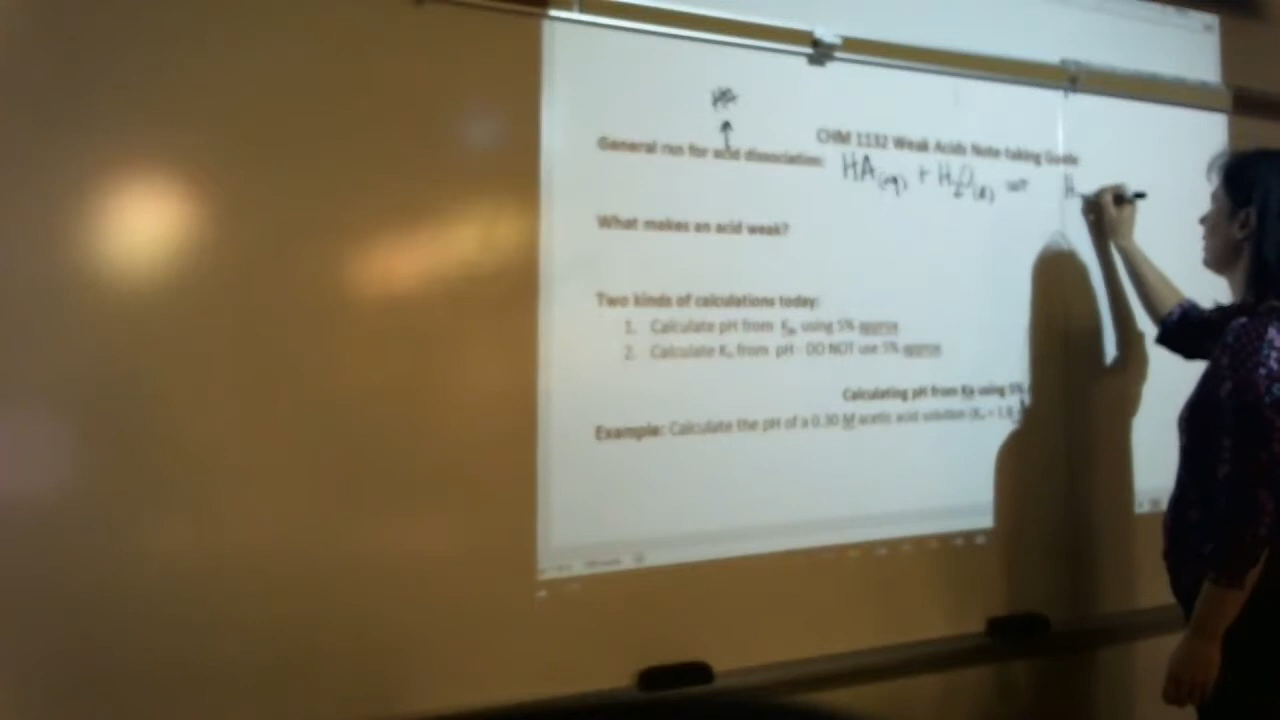 HA
CHM 1132 Weak Acids Note-taking Guide
General rxn for acid dissociation: HA(aq) + H₂O(l) ⇌ H
What makes an acid weak?
Two kinds of calculations today:
1. Calculate pH from Kₐ, using 5% approx
2. Calculate Kₐ from pH - DO NOT use 5% approx
Calculating pH from Ka using 5%
Example: Calculate the pH of a 0.30 M acetic acid solution (Kₐ = 1.8